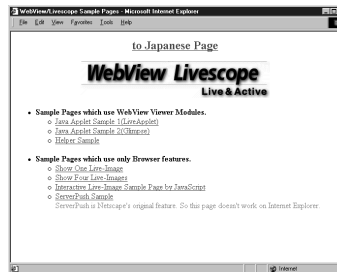 WebView/Livescope Sample Pages - Microsoft Internet Explorer
File Edit View Favorites Tools Help
to Japanese Page
WebView Livescope
Live & Active
• Sample Pages which use WebView Viewer Modules.
o Java Applet Sample 1(LiveApplet)
o Java Applet Sample 2(Glimpse)
o Helper Sample
• Sample Pages which use only Browser features.
o Show One Live-Image
o Show Four Live-Images
o Interactive Live-Image Sample Page by JavaScript
o ServerPush Sample
ServerPush is Netscape's original feature. So this page doesn't work on Internet Explorer.
Internet